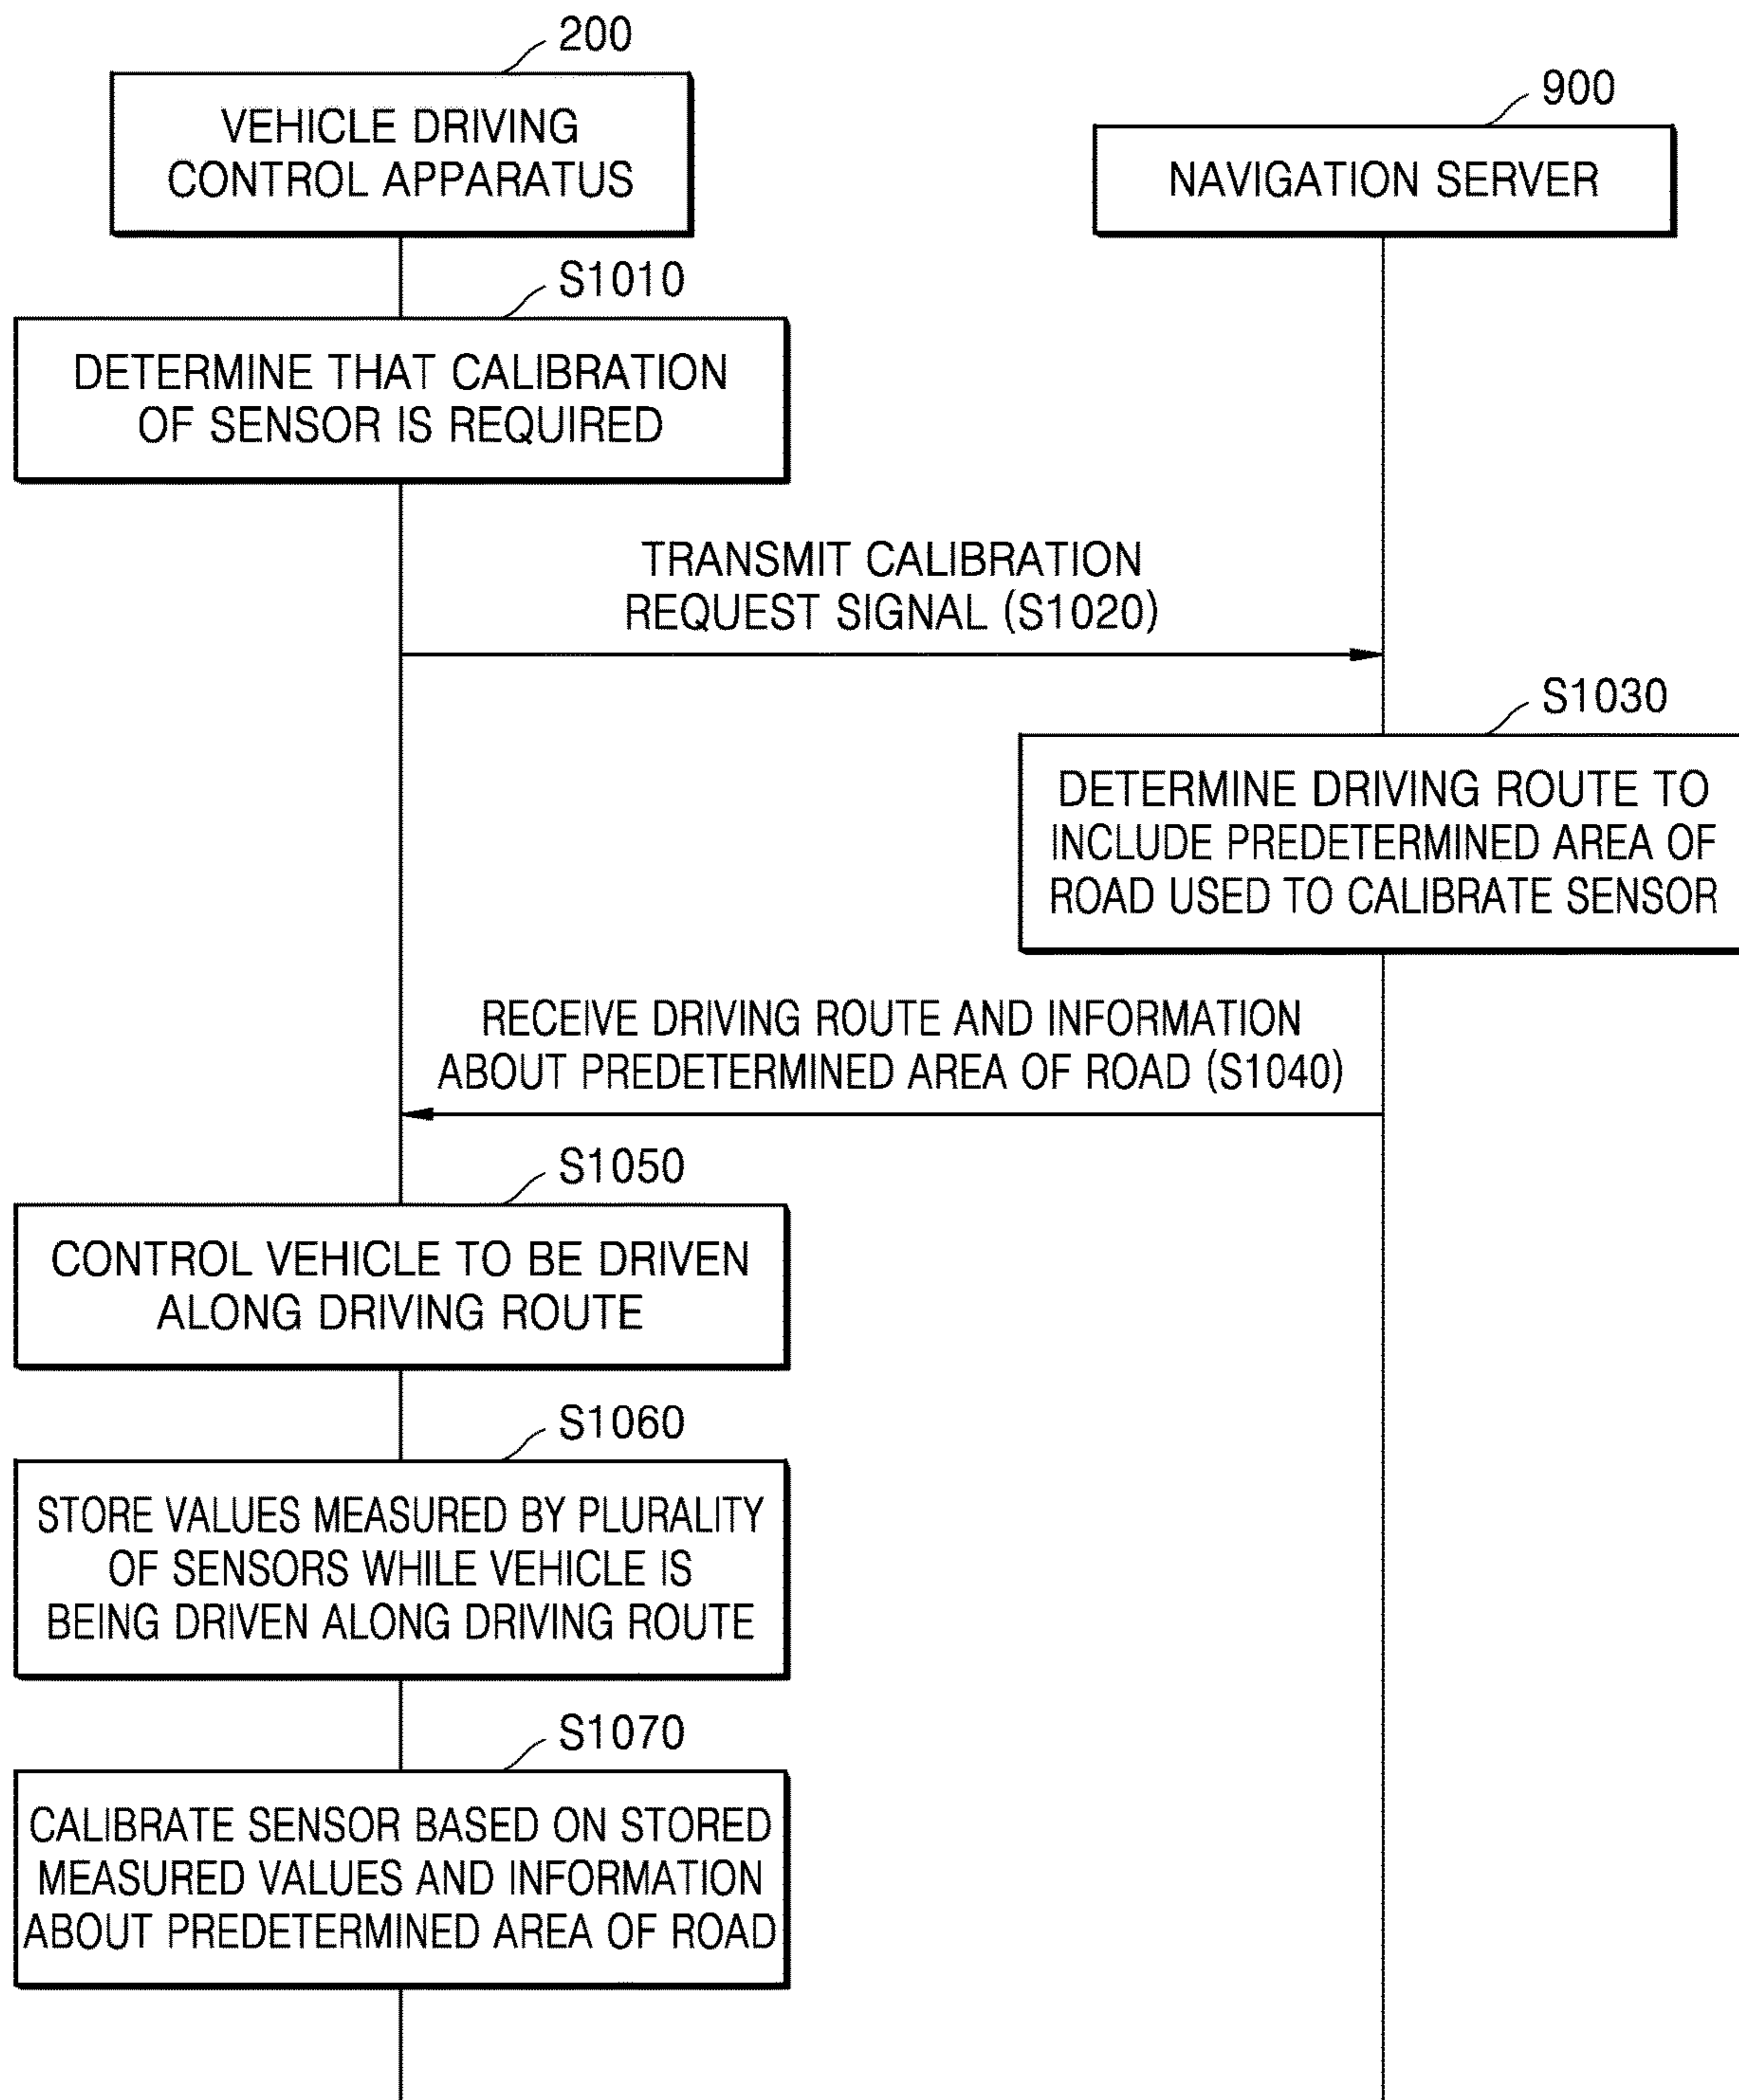 200
VEHICLE DRIVING
CONTROL APPARATUS
900
NAVIGATION SERVER
S1010
DETERMINE THAT CALIBRATION
OF SENSOR IS REQUIRED
TRANSMIT CALIBRATION
REQUEST SIGNAL (S1020)
S1030
DETERMINE DRIVING ROUTE TO
INCLUDE PREDETERMINED AREA OF
ROAD USED TO CALIBRATE SENSOR
RECEIVE DRIVING ROUTE AND INFORMATION
ABOUT PREDETERMINED AREA OF ROAD (S1040)
S1050
CONTROL VEHICLE TO BE DRIVEN
ALONG DRIVING ROUTE
S1060
STORE VALUES MEASURED BY PLURALITY
OF SENSORS WHILE VEHICLE IS
BEING DRIVEN ALONG DRIVING ROUTE
S1070
CALIBRATE SENSOR BASED ON STORED
MEASURED VALUES AND INFORMATION
ABOUT PREDETERMINED AREA OF ROAD